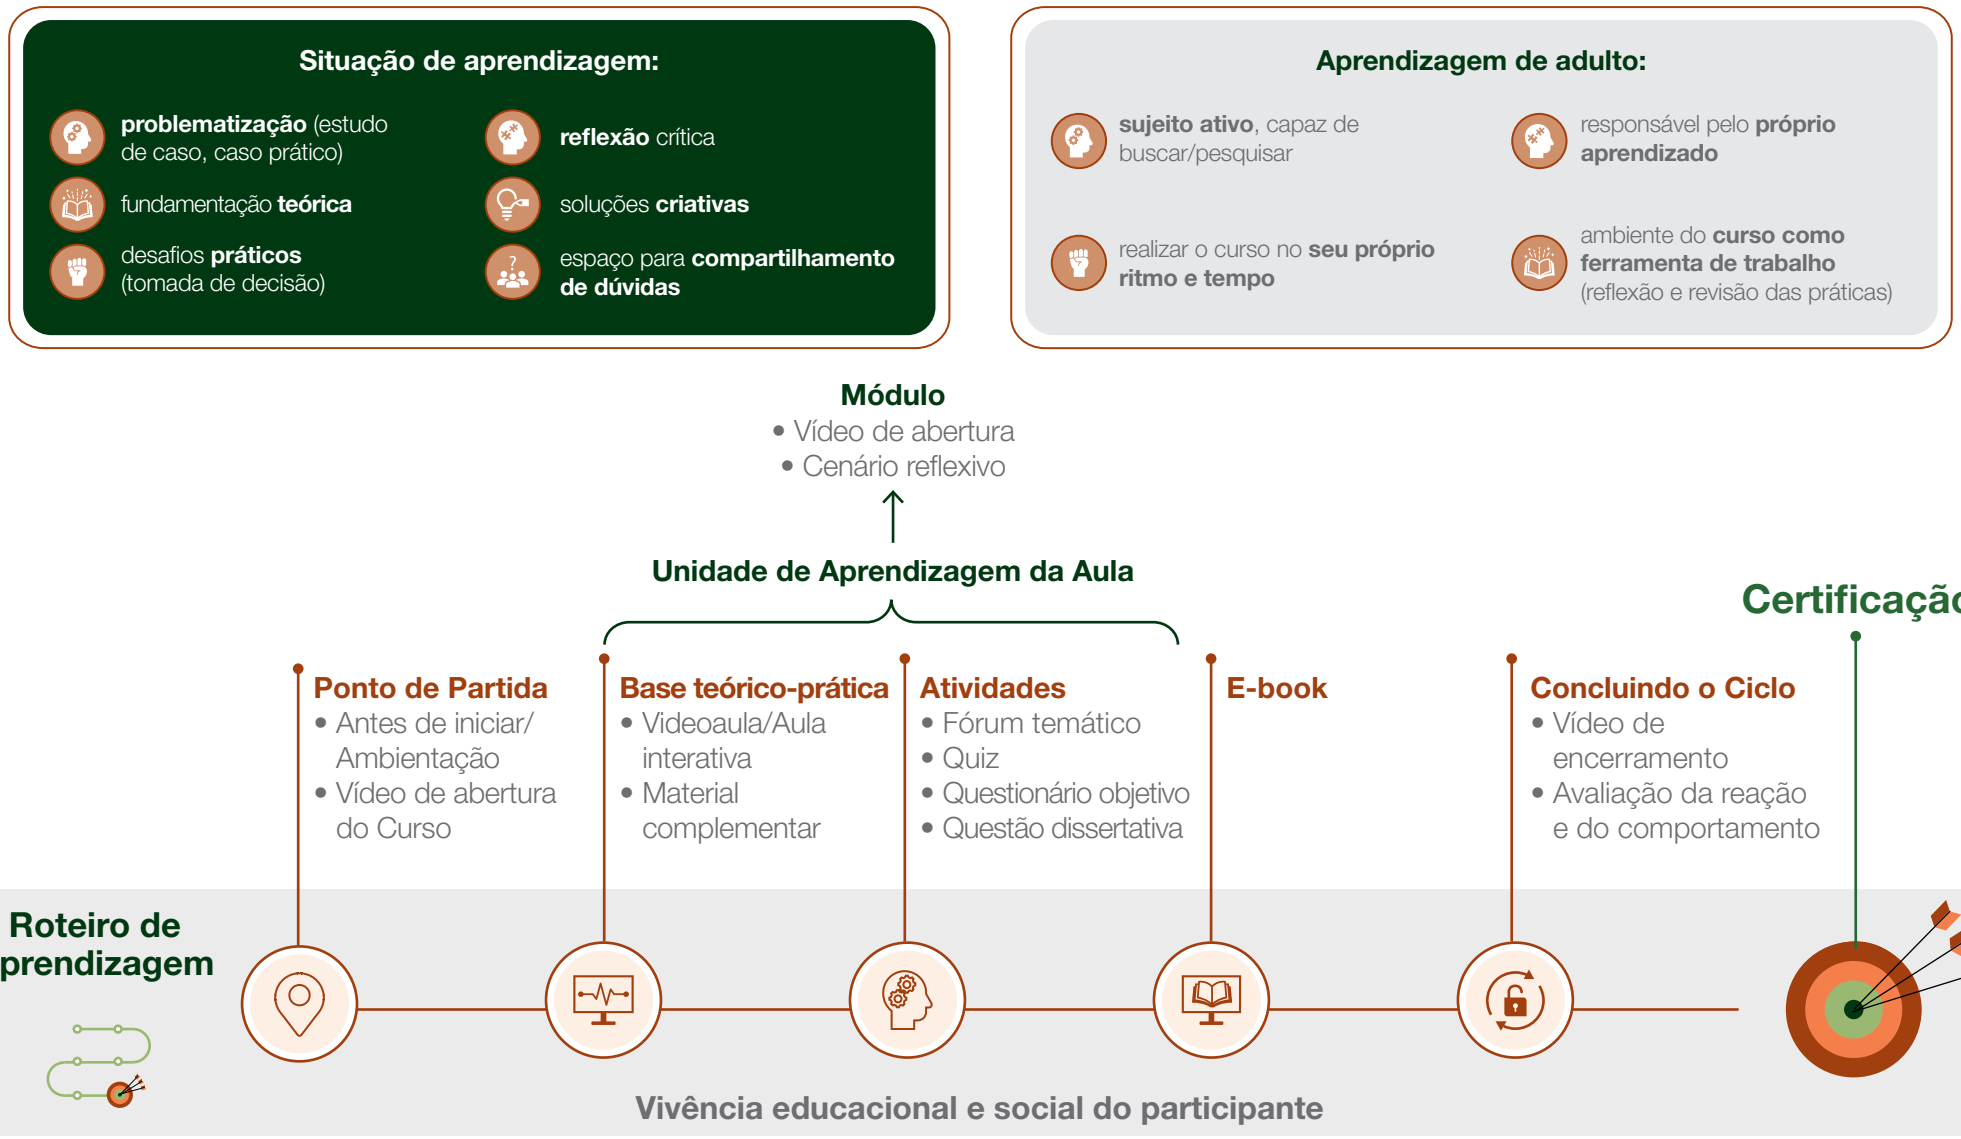 Situação de aprendizagem:
problematização (estudo
de caso, caso prático)
fundamentação teórica
desafios práticos
(tomada de decisão)
reflexão crítica
soluções criativas
?
espaço para compartilhamento
de dúvidas
Aprendizagem de adulto:
sujeito ativo, capaz de
buscar/pesquisar
realizar o curso no seu próprio
ritmo e tempo
responsável pelo próprio
aprendizado
ambiente do curso como
ferramenta de trabalho
(reflexão e revisão das práticas)
Módulo
• Vídeo de abertura
• Cenário reflexivo
Unidade de Aprendizagem da Aula
Ponto de Partida
• Antes de iniciar/
Ambientação
• Vídeo de abertura
do Curso
Base teórico-prática
• Videoaula/Aula
interativa
• Material
complementar
Atividades
• Fórum temático
• Quiz
• Questionário objetivo
• Questão dissertativa
E-book
Concluindo o Ciclo
• Vídeo de
encerramento
• Avaliação da reação
e do comportamento
Certificação
Roteiro de
prendizagem
Vivência educacional e social do participante